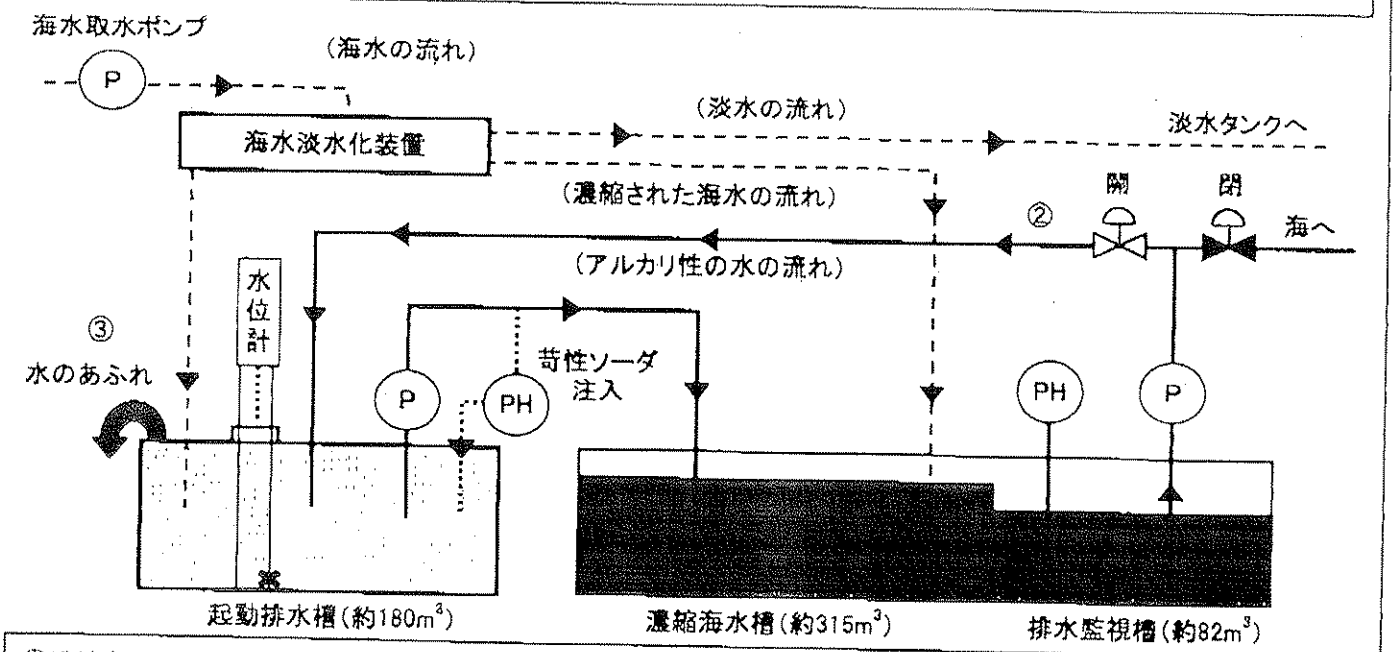 海水取水ポンプ
P
(海水の流れ)
海水淡水化装置
(淡水の流れ)
淡水タンクへ
(濃縮された海水の流れ)
開
閉
②
海へ
(アルカリ性の水の流れ)
水位計
③
水のあふれ
苛性ソーダ
注入
P
PH
PH
P
起動排水槽(約180m³)
濃縮海水槽(約315m³)
排水監視槽(約82m³)